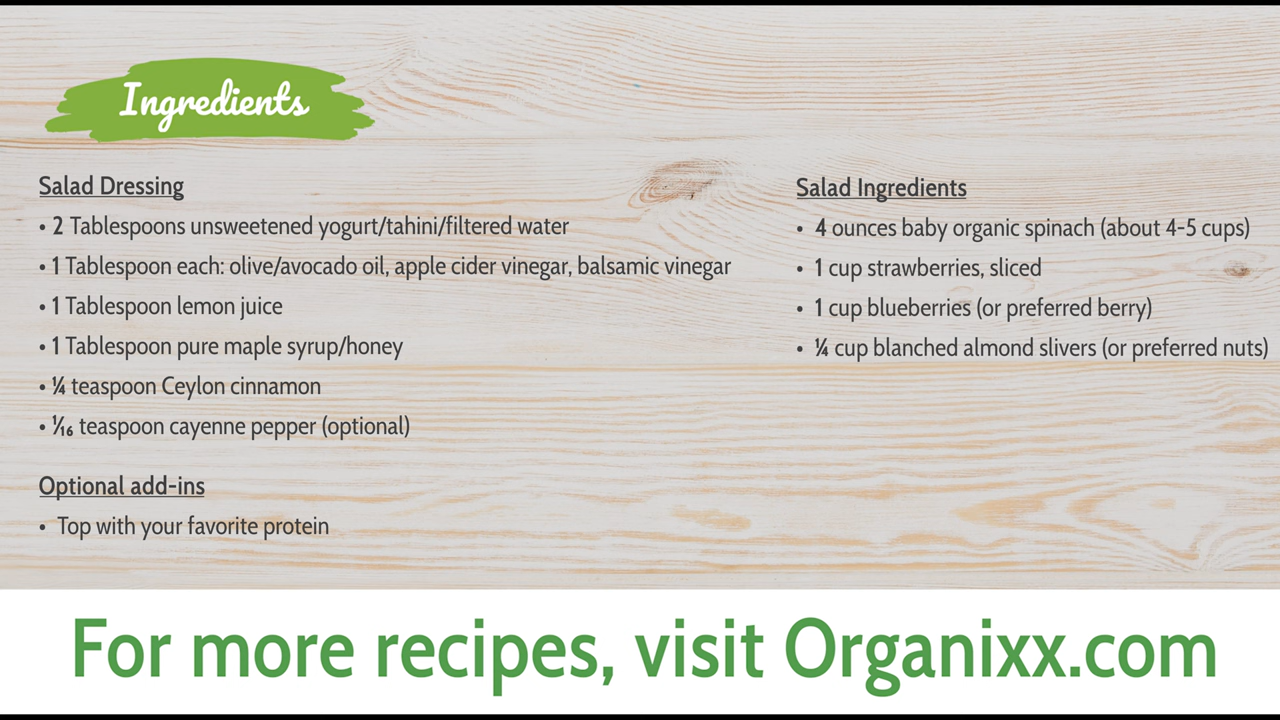 Ingredients
Salad Dressing
• 2 Tablespoons unsweetened yogurt/tahini/filtered water
• 1 Tablespoon each: olive/avocado oil, apple cider vinegar, balsamic vinegar
• 1 Tablespoon lemon juice
• 1 Tablespoon pure maple syrup/honey
• ¼ teaspoon Ceylon cinnamon
• ¹⁄₁₆ teaspoon cayenne pepper (optional)
Optional add-ins
• Top with your favorite protein
Salad Ingredients
• 4 ounces baby organic spinach (about 4-5 cups)
• 1 cup strawberries, sliced
• 1 cup blueberries (or preferred berry)
• ¼ cup blanched almond slivers (or preferred nuts)
For more recipes, visit Organixx.com